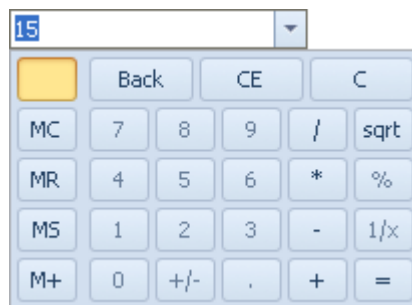 15
Back CE C
MC 7 8 9 / sqrt
MR 4 5 6 * %
MS 1 2 3 - 1/x
M+ 0 +/- . + =